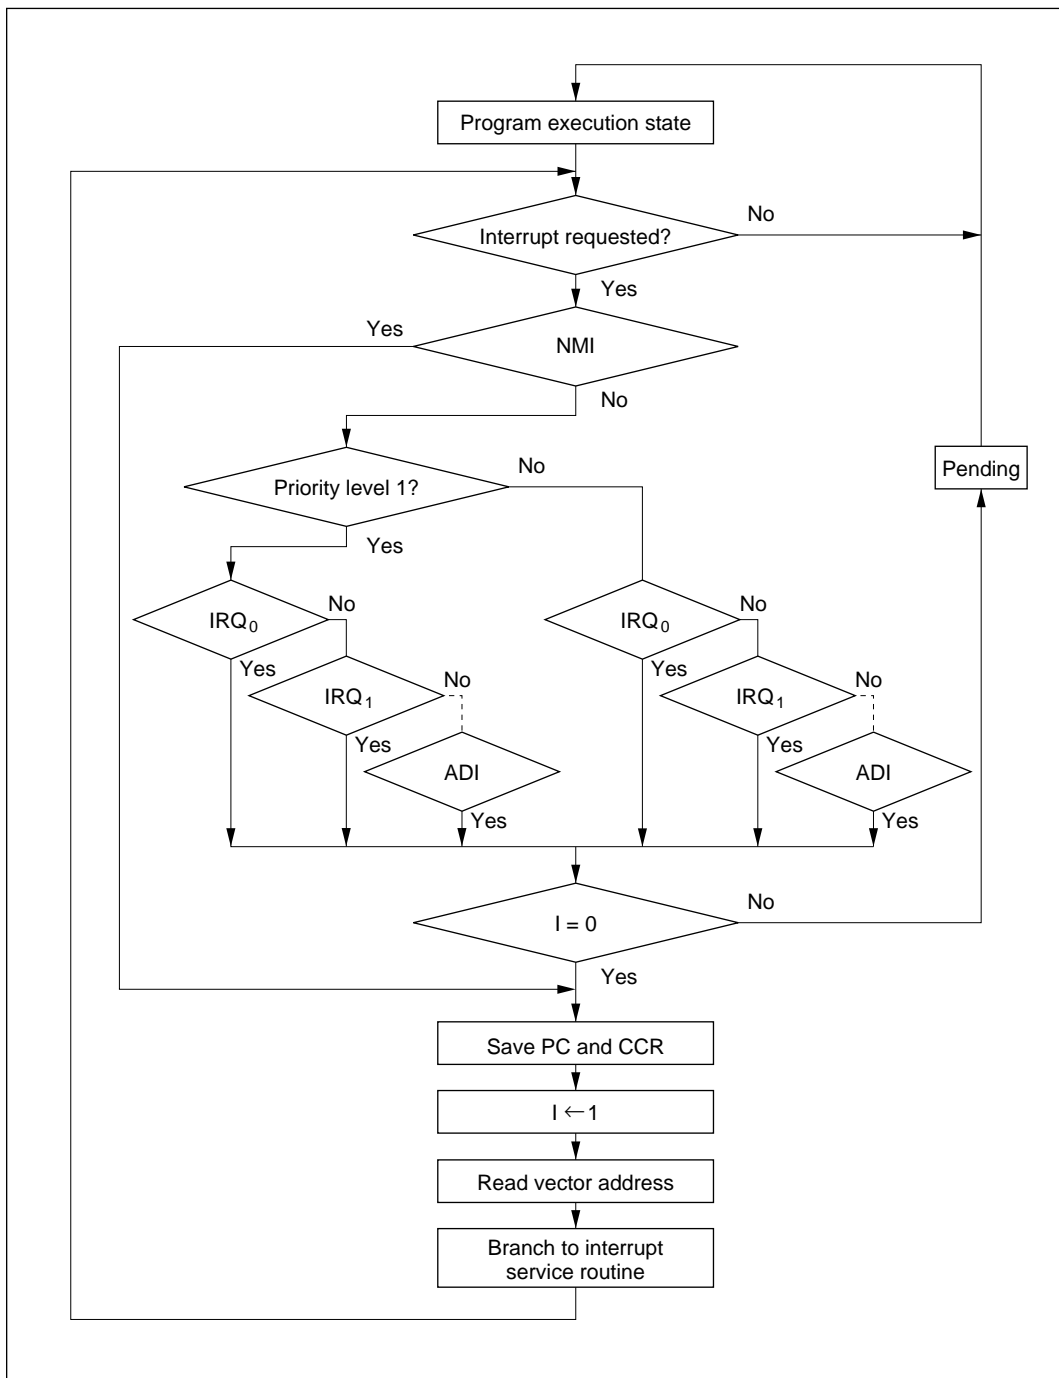 Program execution state
No
Interrupt requested?
Yes
Yes
NMI
No
No
Pending
Priority level 1?
Yes
No
No
IRQ0
IRQ0
Yes
No
Yes
No
IRQ1
IRQ1
Yes
Yes
ADI
ADI
Yes
Yes
No
I = 0
Yes
Save PC and CCR
I ← 1
Read vector address
Branch to interrupt
service routine